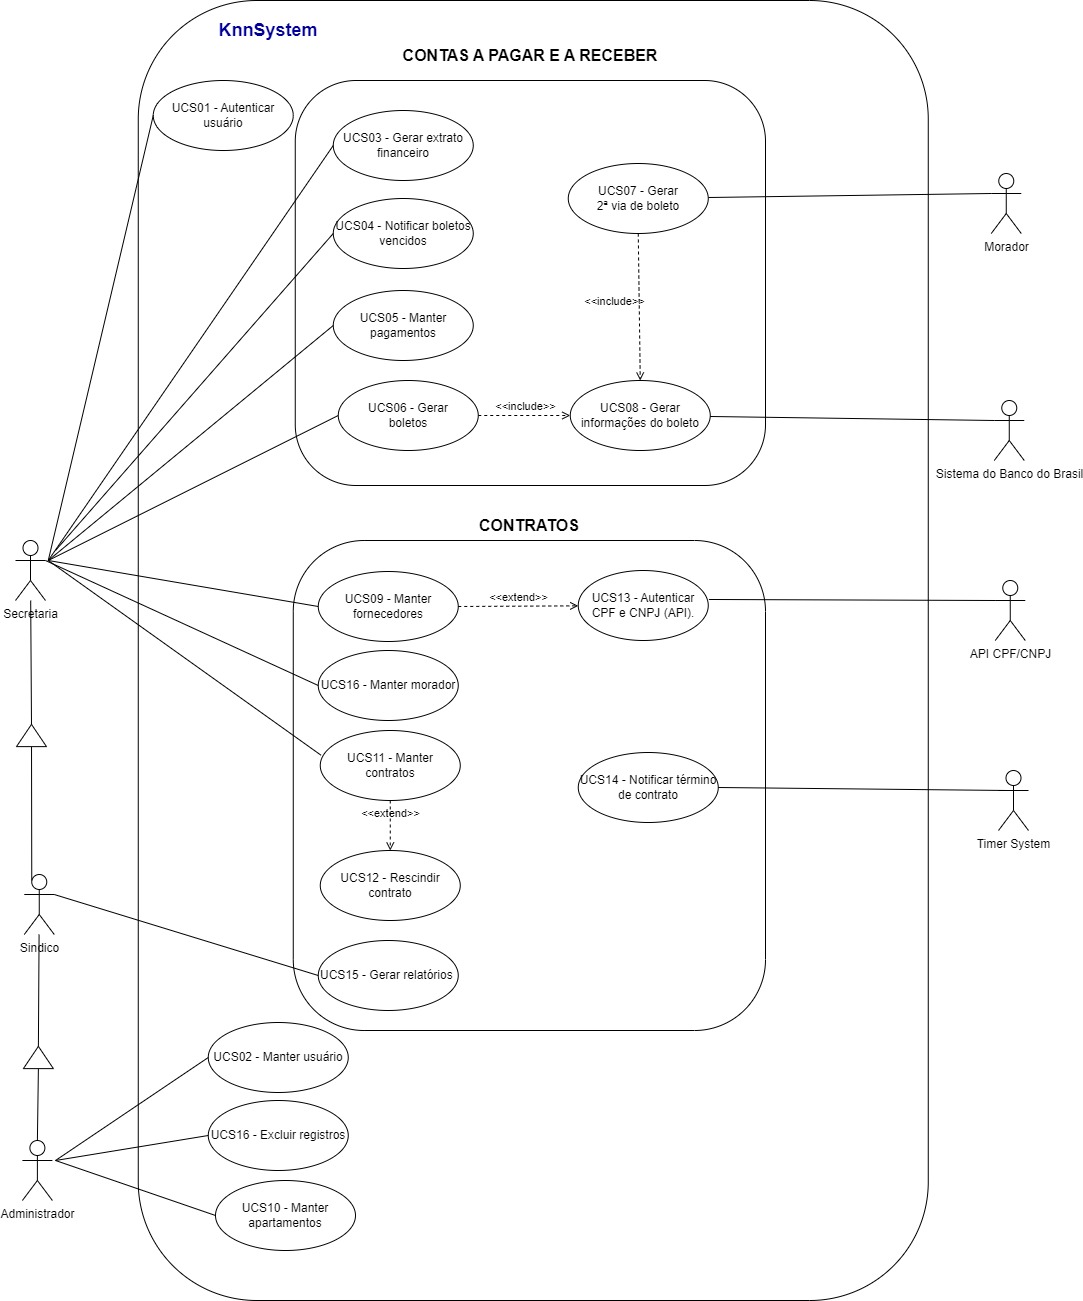 KnnSystem
CONTAS A PAGAR E A RECEBER
UCS01 - Autenticar
usuário
UCS03 - Gerar extrato
financeiro
UCS04 - Notificar boletos
vencidos
UCS05 - Manter
pagamentos
UCS06 - Gerar
boletos
<<include>>
UCS07 - Gerar
2ª via de boleto
<<include>>
UCS08 - Gerar
informações do boleto
Morador
Sistema do Banco do Brasil
CONTRATOS
Secretaria
UCS09 - Manter
fornecedores
<<extend>>
UCS13 - Autenticar
CPF e CNPJ (API).
API CPF/CNPJ
UCS16 - Manter morador
UCS11 - Manter
contratos
<<extend>>
UCS14 - Notificar término
de contrato
Timer System
UCS12 - Rescindir
contrato
Sindico
UCS15 - Gerar relatórios
UCS02 - Manter usuário
UCS16 - Excluir registros
Administrador
UCS10 - Manter
apartamentos